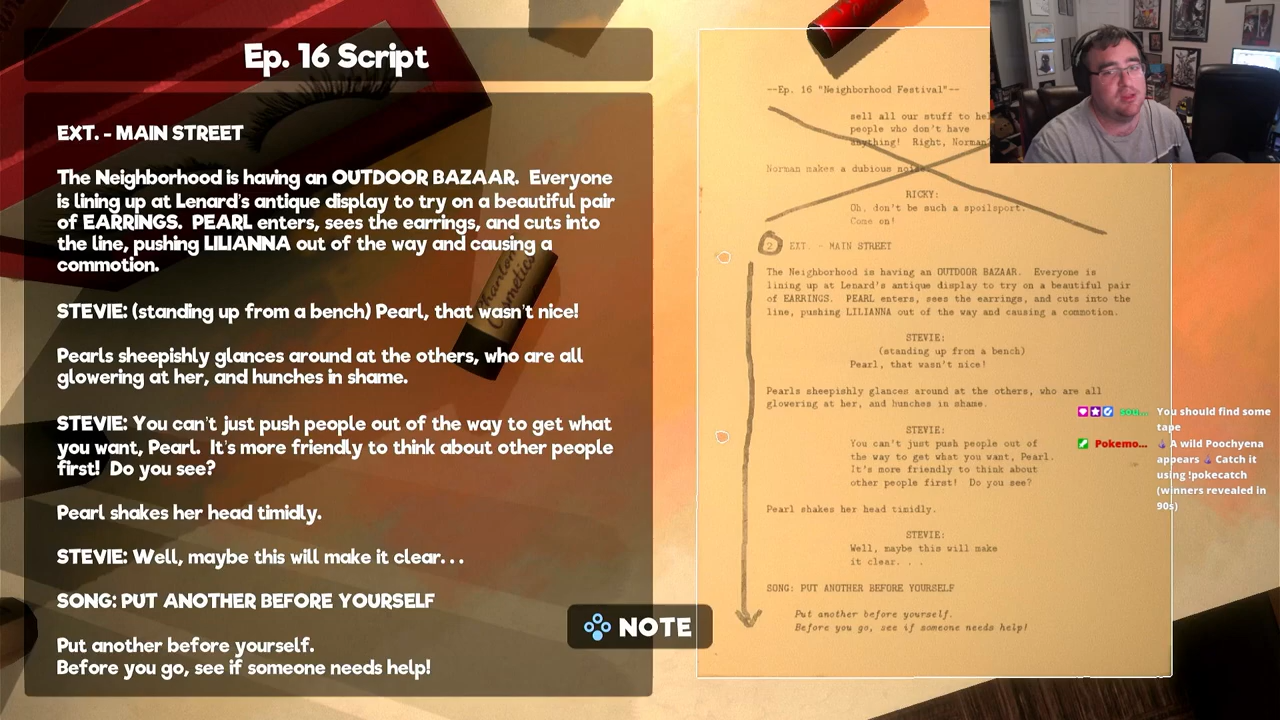 Ep. 16 Script
EXT. - MAIN STREET
The Neighborhood is having an OUTDOOR BAZAAR. Everyone
is lining up at Lenard's antique display to try on a beautiful pair
of EARRINGS. PEARL enters, sees the earrings, and cuts into
the line, pushing LILIANNA out of the way and causing a
commotion.
STEVIE: (standing up from a bench) Pearl, that wasn't nice!
Pearls sheepishly glances around at the others, who are all
glowering at her, and hunches in shame.
STEVIE: You can't just push people out of the way to get what
you want, Pearl. It's more friendly to think about other people
first! Do you see?
Pearl shakes her head timidly.
STEVIE: Well, maybe this will make it clear. . .
SONG: PUT ANOTHER BEFORE YOURSELF
Put another before yourself.
Before you go, see if someone needs help!
NOTE
Phantom
Cosmetics
--Ep. 16 "Neighborhood Festival"--
sell all our stuff to
people who don't have
anything! Right, Norman?
Norman makes a dubious noise.
RICKY:
Oh, don't be such a spoilsport.
Come on!
2 EXT. - MAIN STREET
The Neighborhood is having an OUTDOOR BAZAAR. Everyone is
lining up at Lenard's antique display to try on a beautiful pair
of EARRINGS. PEARL enters, sees the earrings, and cuts into the
line, pushing LILIANNA out of the way and causing a commotion.
STEVIE:
(standing up from a bench)
Pearl, that wasn't nice!
Pearls sheepishly glances around at the others, who are all
glowering at her, and hunches in shame.
STEVIE:
You can't just push people out of
the way to get what you want, Pearl.
It's more friendly to think about
other people first! Do you see?
Pearl shakes her head timidly.
STEVIE:
Well, maybe this will make
it clear. . .
SONG: PUT ANOTHER BEFORE YOURSELF
Put another before yourself.
Before you go, see if someone needs help!
sou... You should find some
tape
Pokemo... A wild Poochyena
appears Catch it
using !pokecatch
(winners revealed in
90s)